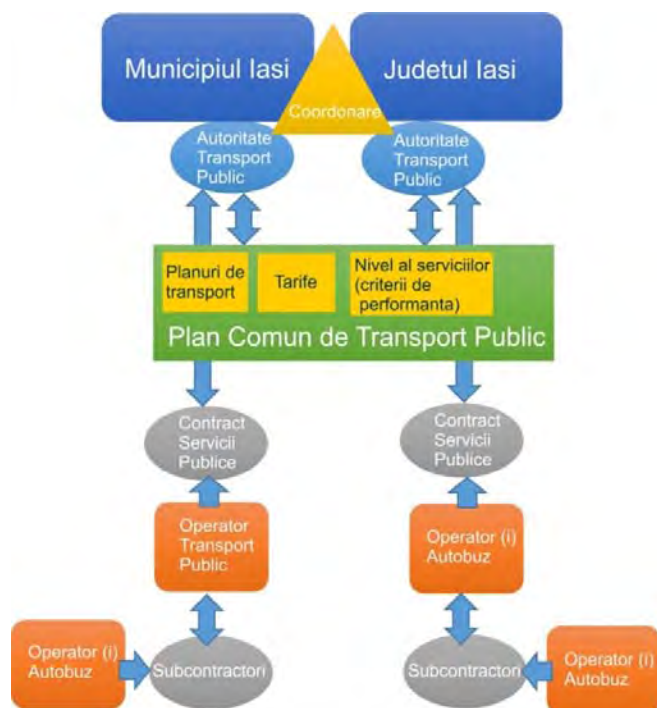 Municipiul Iasi
Judetul Iasi
Coordonare
Autoritate
Transport
Public
Autoritate
Transport
Public
Planuri de
transport
Tarife
Nivel al serviciilor
(criterii de
performanta)
Plan Comun de Transport Public
Contract
Servicii
Publice
Contract
Servicii
Publice
Operator
Transport
Public
Operator (i)
Autobuz
Operator (i)
Autobuz
Subcontractori
Subcontractori
Operator (i)
Autobuz